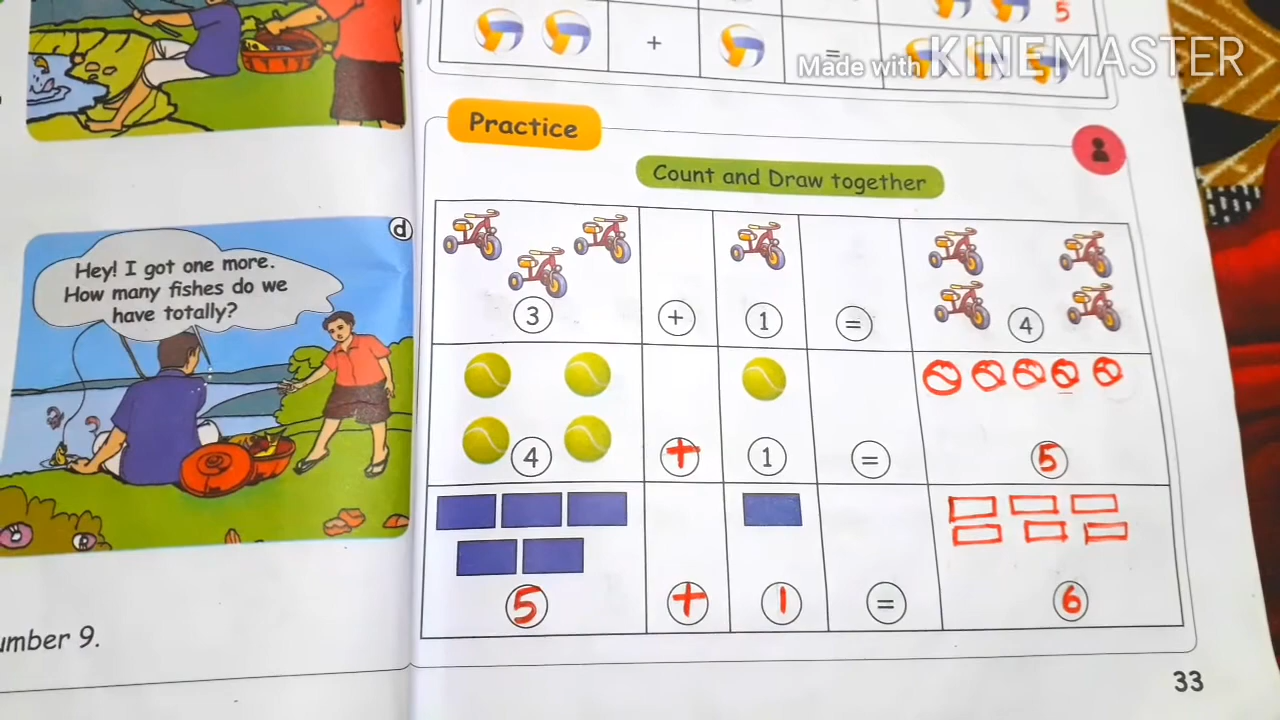 Hey! I got one more.
How many fishes do we
have totally?
d
umber 9.
5
+ =
Made with KINEMASTER
Practice
Count and Draw together
3 + 1 = 4
4 + 1 = 5
5 + 1 = 6
33